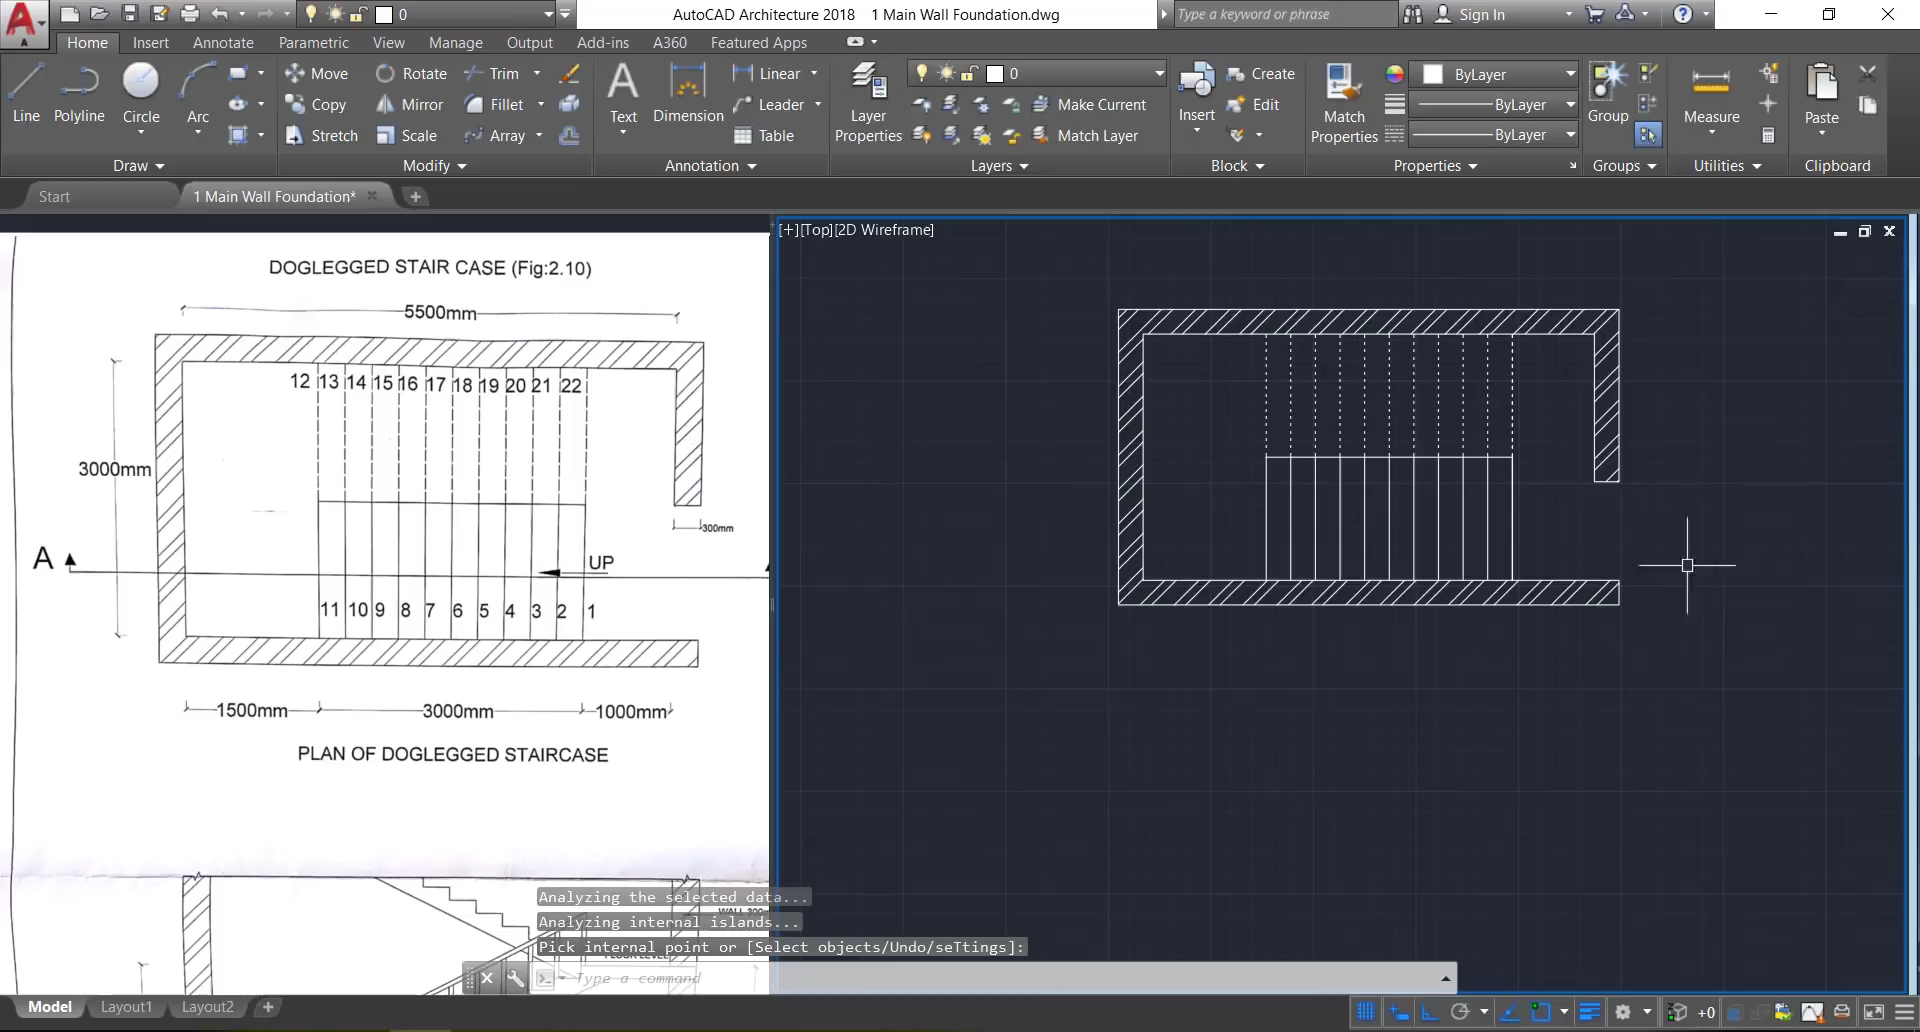 AutoCAD Architecture 2018 1 Main Wall Foundation.dwg
0
Type a keyword or phrase
Sign In
A
Home Insert Annotate Parametric View Manage Output Add-ins A360 Featured Apps
Line Polyline Circle Arc
Move Rotate Trim
Copy Mirror Fillet
Stretch Scale Array
Text Dimension
Linear
Leader
Table
Layer Properties
0
Make Current
Match Layer
Insert
Create
Edit
Match Properties
ByLayer
ByLayer
ByLayer
Group
Measure
Paste
Draw Modify Annotation Layers Block Properties Groups Utilities Clipboard
Start 1 Main Wall Foundation*
[+][Top][2D Wireframe]
DOGLEGGED STAIR CASE (Fig:2.10)
5500mm
12 13 14 15 16 17 18 19 20 21 22
3000mm
300mm
A
UP
11 10 9 8 7 6 5 4 3 2 1
1500mm 3000mm 1000mm
PLAN OF DOGLEGGED STAIRCASE
Analyzing the selected data...
Analyzing internal islands...
Pick internal point or [Select objects/Undo/seTtings]:
Type a command
Model Layout1 Layout2
+0